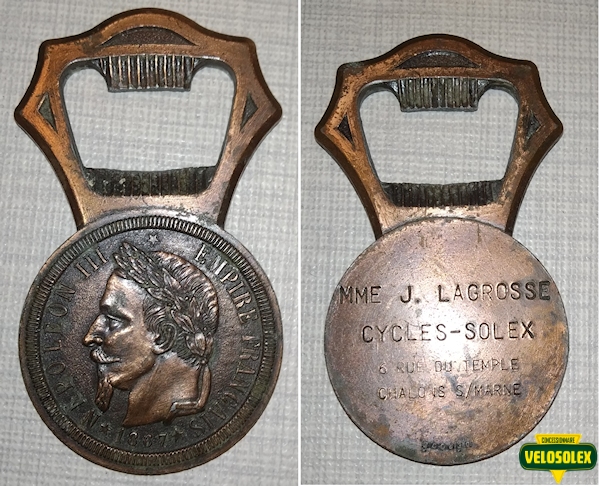 NAPOLEON III ★ EMPIRE FRANÇAIS
★ 1867 ★
MME J. LAGROSSE
CYCLES-SOLEX
6 RUE DU TEMPLE
CHALONS S/MARNE
CONCESSIONNAIRE
VELOSOLEX